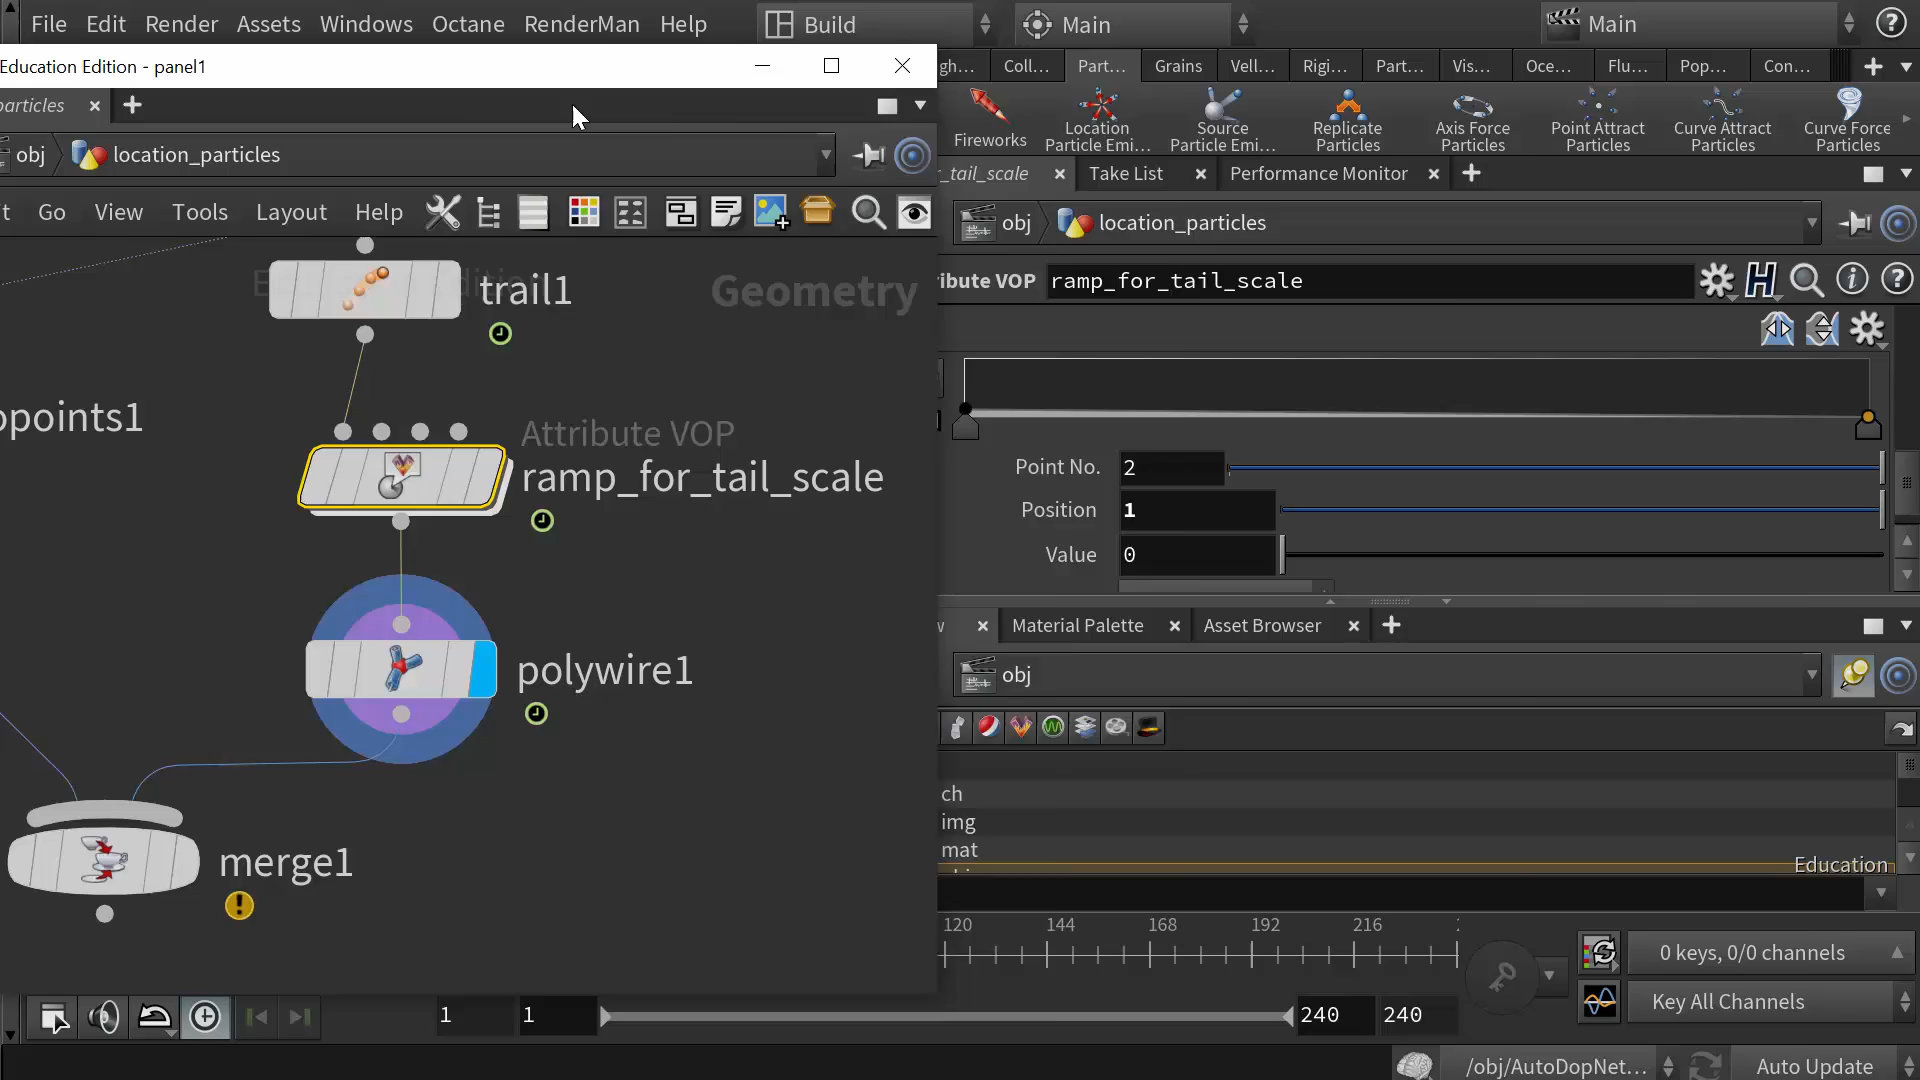 File Edit Render Assets Windows Octane RenderMan Help Build Main Main
Education Edition - panel1
gh... Coll... Part... Grains Vell... Rigi... Part... Vis... Oce... Flu... Pop... Con...
particles
Fireworks
Location Particle Emi...
Source Particle Emi...
Replicate Particles
Axis Force Particles
Point Attract Particles
Curve Attract Particles
Curve Force Particles
obj location_particles
r_tail_scale Take List Performance Monitor
t Go View Tools Layout Help
obj location_particles
ibute VOP ramp_for_tail_scale
trail1
Geometry
opoints1
Attribute VOP
ramp_for_tail_scale
polywire1
merge1
Point No. 2
Position 1
Value 0
w Material Palette Asset Browser
obj
ch
img
mat
Education
120 144 168 192 216
0 keys, 0/0 channels
Key All Channels
1 1 240 240
/obj/AutoDopNet... Auto Update